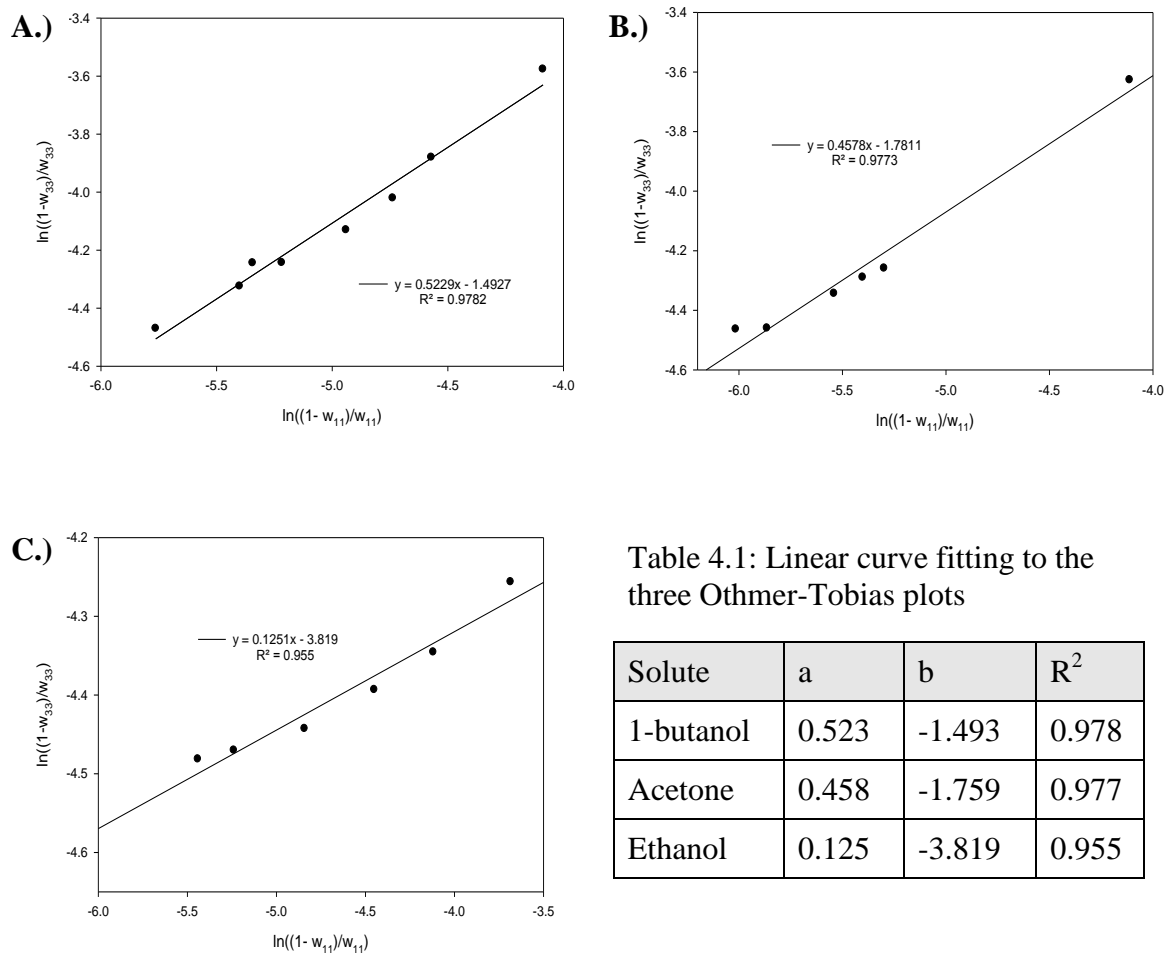 A.)
-3.4
-3.6
-3.8
-4.0
-4.2
-4.4
-4.6
ln((1-w33)/w33)
y = 0.5229x - 1.4927
R² = 0.9782
-6.0
-5.5
-5.0
-4.5
-4.0
ln((1- w11)/w11)
B.)
-3.4
-3.6
-3.8
-4.0
-4.2
-4.4
-4.6
ln((1-w33)/w33)
y = 0.4578x - 1.7811
R² = 0.9773
-6.0
-5.5
-5.0
-4.5
-4.0
ln((1- w11)/w11)
C.)
-4.2
-4.3
-4.4
-4.5
-4.6
ln((1-w33)/w33)
y = 0.1251x - 3.819
R² = 0.955
-6.0
-5.5
-5.0
-4.5
-4.0
-3.5
ln((1- w11)/w11)
Table 4.1: Linear curve fitting to the
three Othmer-Tobias plots
Solute a b R2
1-butanol 0.523 -1.493 0.978
Acetone 0.458 -1.759 0.977
Ethanol 0.125 -3.819 0.955